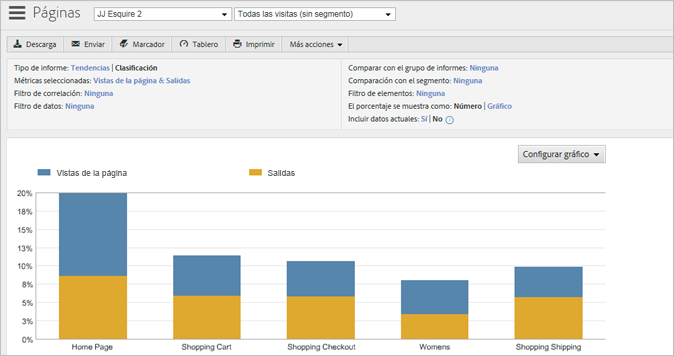 Páginas JJ Esquire 2 Todas las visitas (sin segmento)
Descarga Enviar Marcador Tablero Imprimir Más acciones
Tipo de informe: Tendencias | Clasificación
Métricas seleccionadas: Vistas de la página & Salidas
Filtro de correlación: Ninguna
Filtro de datos: Ninguna
Comparar con el grupo de informes: Ninguna
Comparación con el segmento: Ninguna
Filtro de elementos: Ninguna
El porcentaje se muestra como: Número | Gráfico
Incluir datos actuales: Sí | No ?
Configurar gráfico
Vistas de la página Salidas
20%
18%
15%
13%
10%
8%
5%
3%
0%
Home Page Shopping Cart Shopping Checkout Womens Shopping Shipping